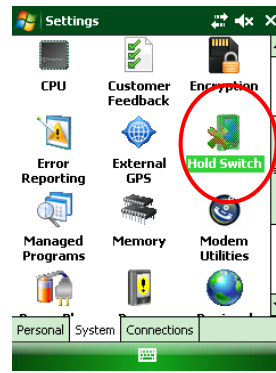 Settings
CPU
Customer
Feedback
Encryption
Error
Reporting
External
GPS
Hold Switch
Managed
Programs
Memory
Modem
Utilities
Personal
System
Connections